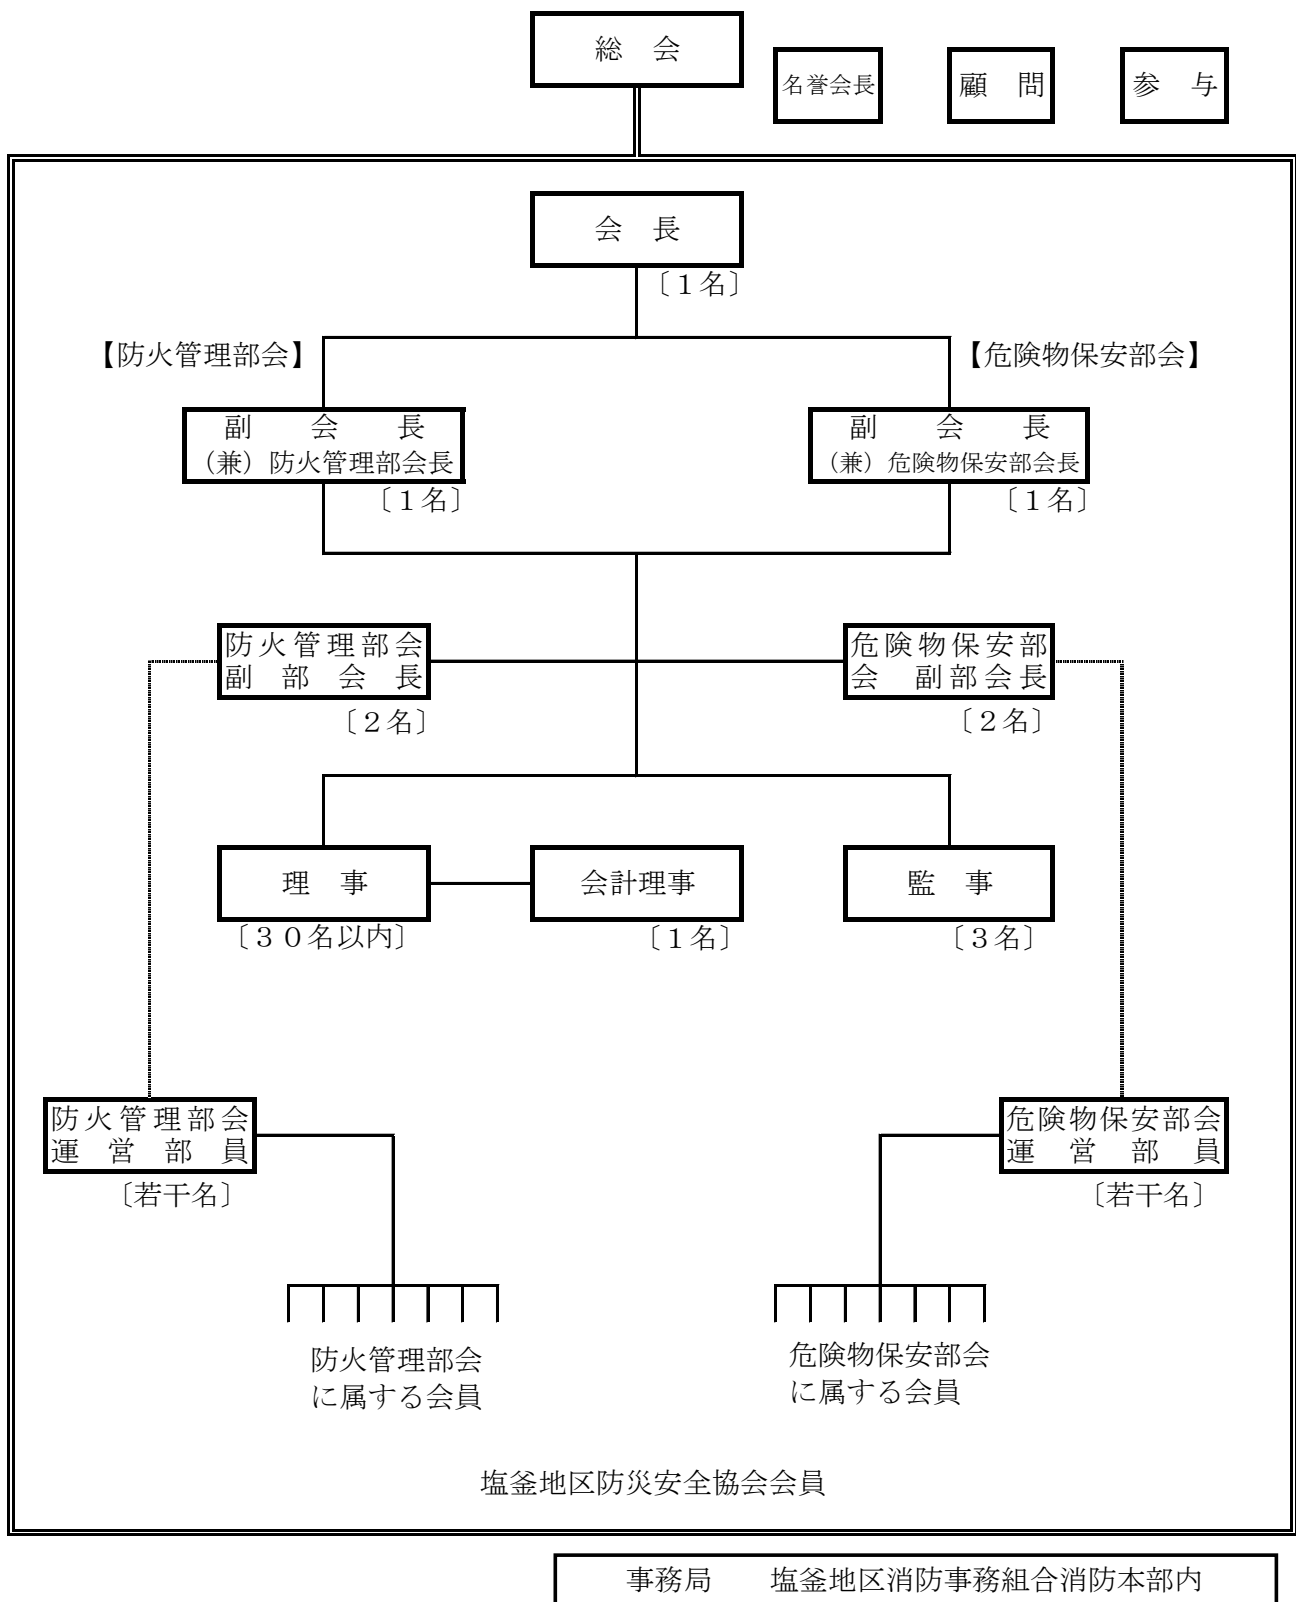 総　会
名誉会長
顧　問
参　与
会　長
〔１名〕
【防火管理部会】
【危険物保安部会】
副　会　長
（兼）防火管理部会長
〔１名〕
副　会　長
（兼）危険物保安部会長
〔１名〕
防火管理部会
副部会長
〔２名〕
危険物保安部
会　副部会長
〔２名〕
理　事
〔３０名以内〕
会計理事
〔１名〕
監　事
〔３名〕
防火管理部会
運営部員
〔若干名〕
危険物保安部会
運営部員
〔若干名〕
防火管理部会
に属する会員
危険物保安部会
に属する会員
塩釜地区防災安全協会会員
事務局　　塩釜地区消防事務組合消防本部内